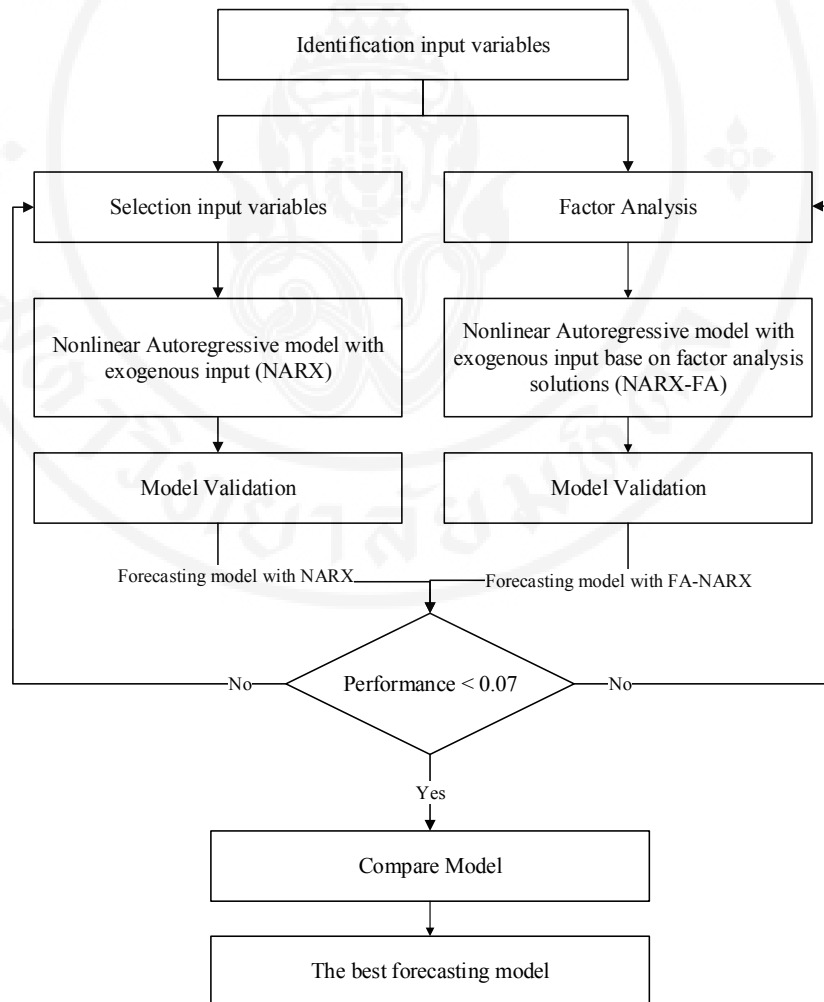 Identification input variables
Selection input variables
Factor Analysis
Nonlinear Autoregressive model with
exogenous input (NARX)
Nonlinear Autoregressive model with
exogenous input base on factor analysis
solutions (NARX-FA)
Model Validation
Model Validation
Forecasting model with NARX
Forecasting model with FA-NARX
No
Performance < 0.07
No
Yes
Compare Model
The best forecasting model